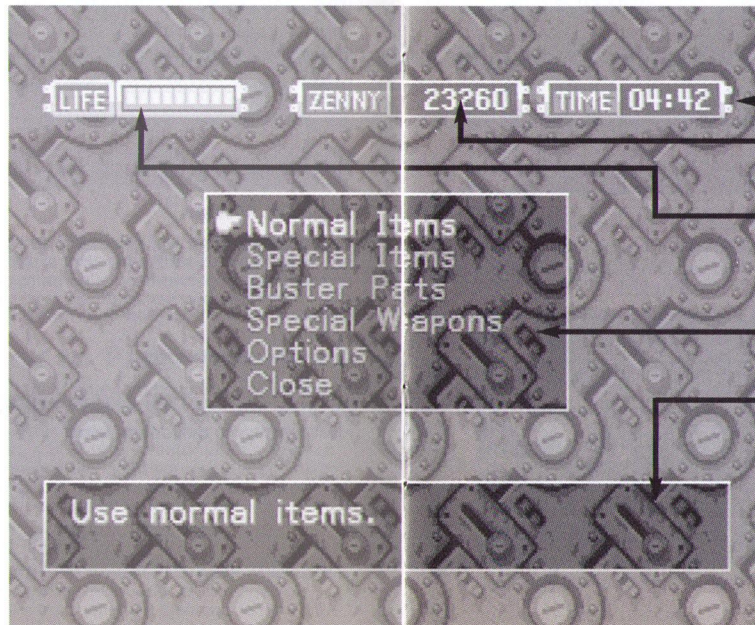 LIFE ZENNY 23260 TIME 04:42
Normal Items
Special Items
Buster Parts
Special Weapons
Options
Close
Use normal items.